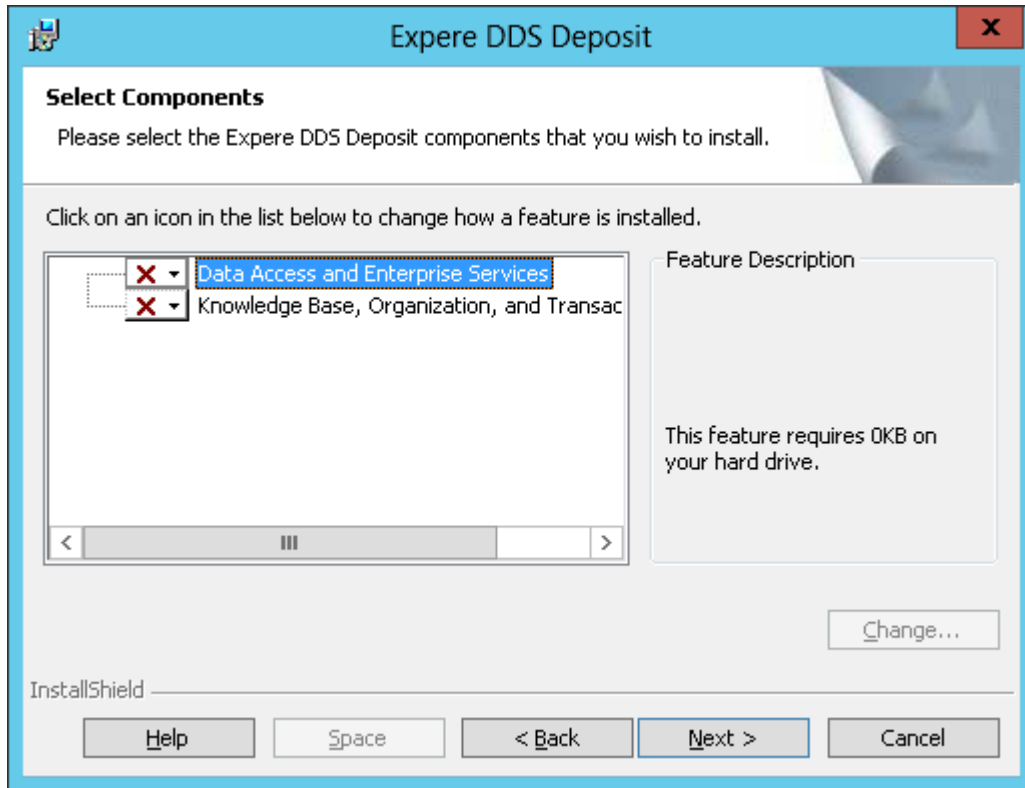 Expere DDS Deposit
Select Components
Please select the Expere DDS Deposit components that you wish to install.
Click on an icon in the list below to change how a feature is installed.
Data Access and Enterprise Services
Knowledge Base, Organization, and Transac
Feature Description
This feature requires 0KB on
your hard drive.
Change...
InstallShield
Help
Space
< Back
Next >
Cancel